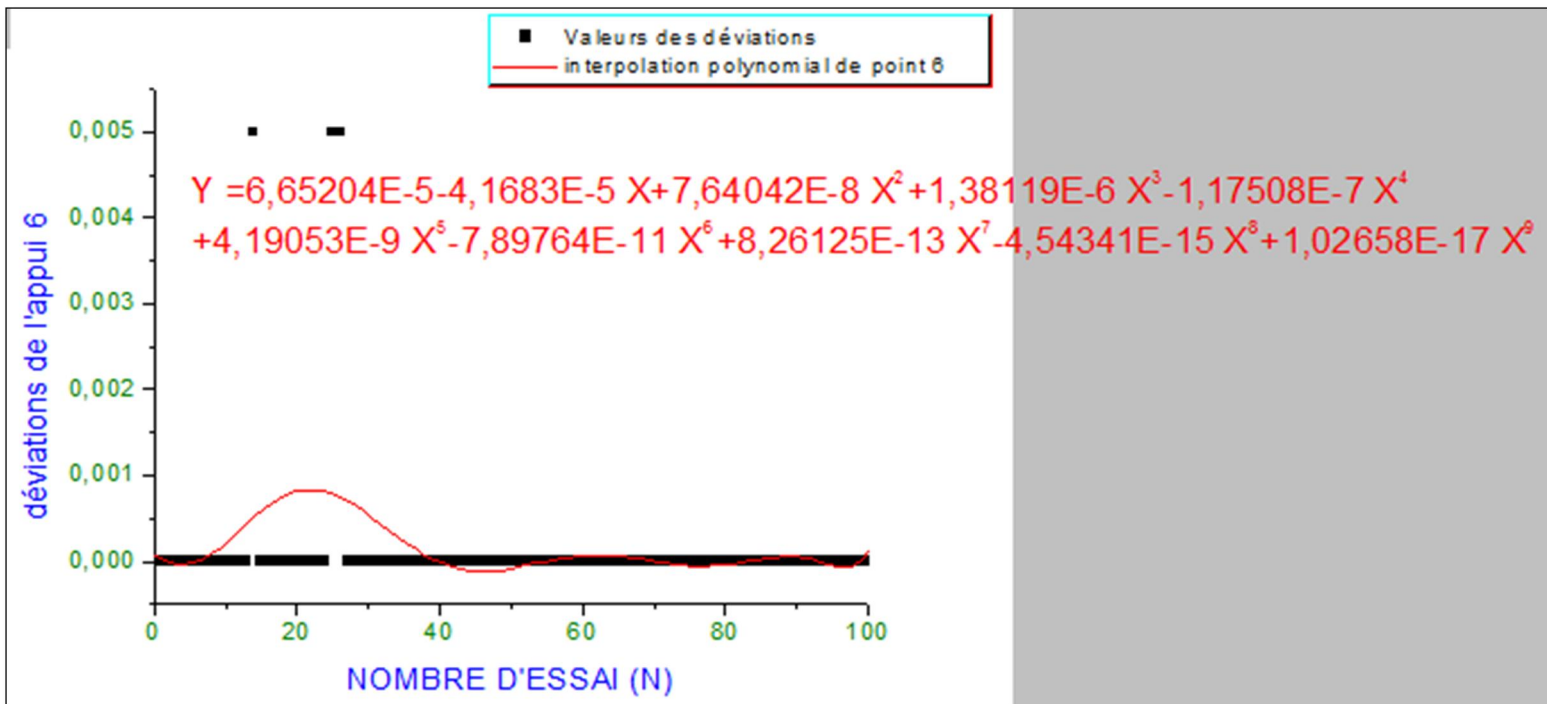 Valeurs des déviations
interpolation polynomial de point 6
0,005
0,004
0,003
0,002
0,001
0,000
déviations de l'appui 6
Y =6,65204E-5-4,1683E-5 X+7,64042E-8 X²+1,38119E-6 X³-1,17508E-7 X⁴
+4,19053E-9 X⁵-7,89764E-11 X⁶+8,26125E-13 X⁷-4,54341E-15 X⁸+1,02658E-17 X⁹
0 20 40 60 80 100
NOMBRE D'ESSAI (N)